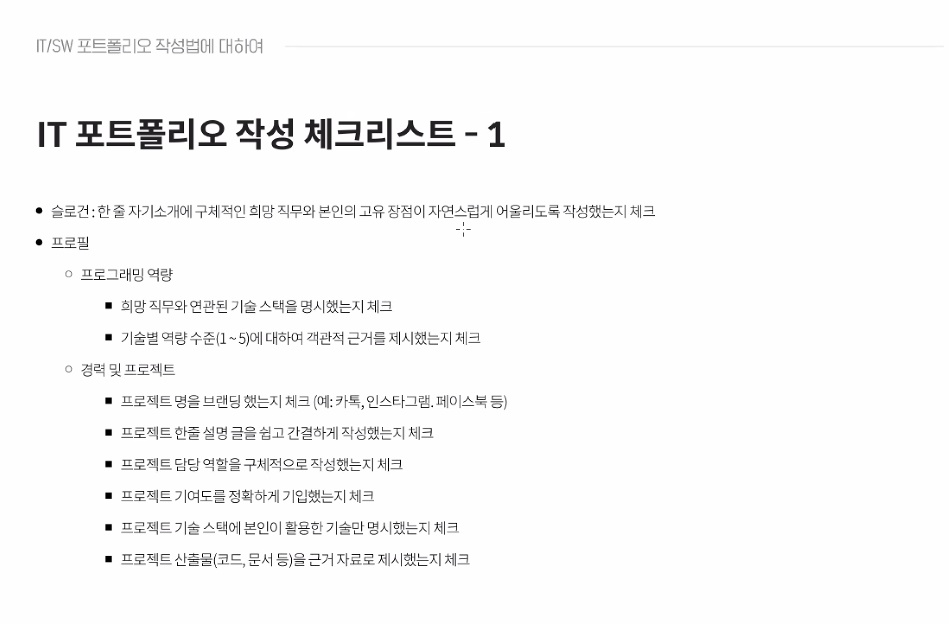 IT/SW 포트폴리오 작성법에 대하여
IT 포트폴리오 작성 체크리스트 - 1
● 슬로건 : 한 줄 자기소개에 구체적인 희망 직무와 본인의 고유 장점이 자연스럽게 어울리도록 작성했는지 체크
● 프로필
○ 프로그래밍 역량
■ 희망 직무와 연관된 기술 스택을 명시했는지 체크
■ 기술별 역량 수준(1 ~ 5)에 대하여 객관적 근거를 제시했는지 체크
○ 경력 및 프로젝트
■ 프로젝트 명을 브랜딩 했는지 체크 (예: 카톡, 인스타그램. 페이스북 등)
■ 프로젝트 한줄 설명 글을 쉽고 간결하게 작성했는지 체크
■ 프로젝트 담당 역할을 구체적으로 작성했는지 체크
■ 프로젝트 기여도를 정확하게 기입했는지 체크
■ 프로젝트 기술 스택에 본인이 활용한 기술만 명시했는지 체크
■ 프로젝트 산출물(코드, 문서 등)을 근거 자료로 제시했는지 체크